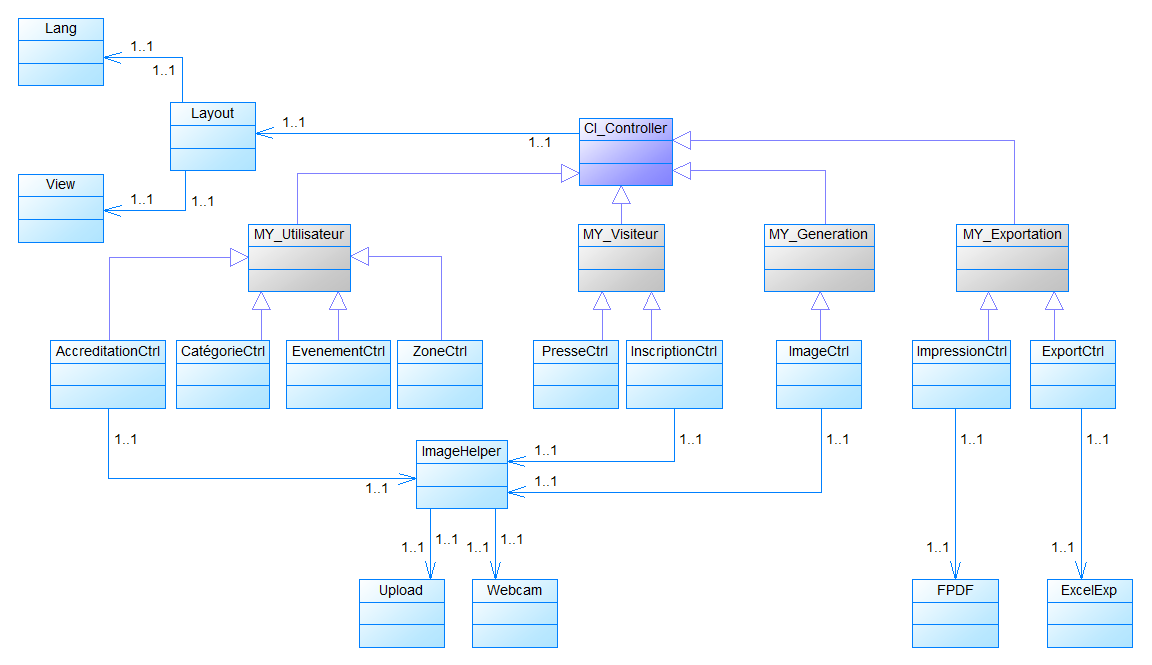 Lang
1..1
1..1
Layout
1..1
CI_Controller
1..1
View
1..1
1..1
MY_Utilisateur
MY_Visiteur
MY_Generation
MY_Exportation
AccreditationCtrl
CatégorieCtrl
EvenementCtrl
ZoneCtrl
PresseCtrl
InscriptionCtrl
ImageCtrl
ImpressionCtrl
ExportCtrl
1..1
1..1
1..1
1..1
1..1
ImageHelper
1..1
1..1
1..1
1..1
1..1
1..1
1..1
1..1
1..1
Upload
Webcam
FPDF
ExcelExp